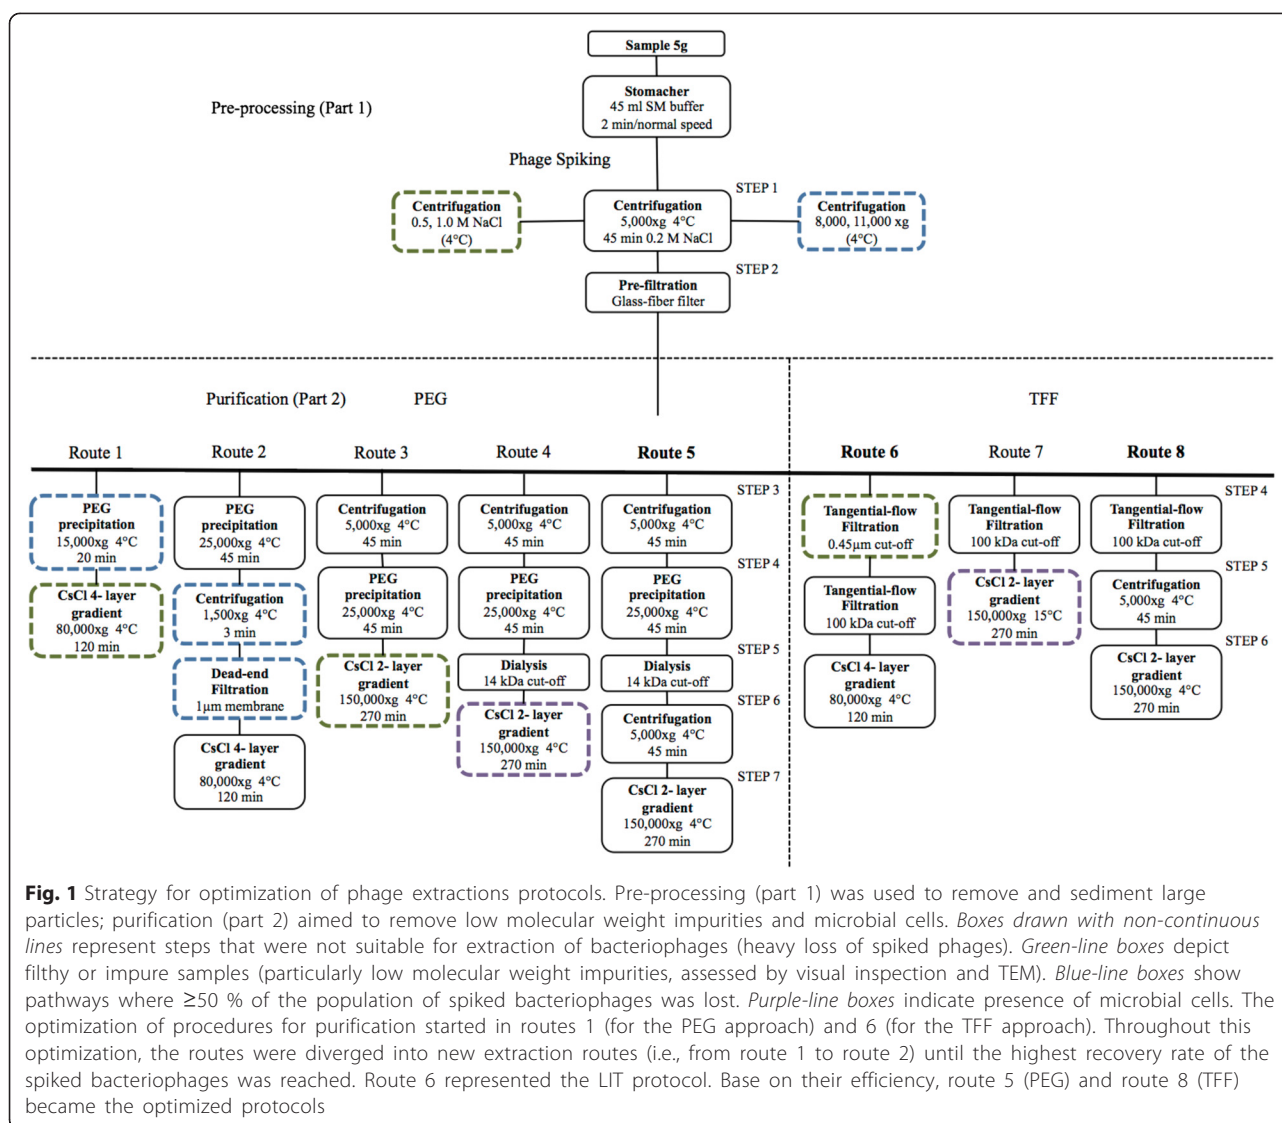 Sample 5g
Stomacher
45 ml SM buffer
2 min/normal speed
Pre-processing (Part 1)
Phage Spiking
STEP 1
Centrifugation
0.5, 1.0 M NaCl
(4°C)
Centrifugation
5,000xg 4°C
45 min 0.2 M NaCl
Centrifugation
8,000, 11,000 xg
(4°C)
STEP 2
Pre-filtration
Glass-fiber filter
Purification (Part 2)
PEG
TFF
Route 1
Route 2
Route 3
Route 4
Route 5
Route 6
Route 7
Route 8
PEG
precipitation
15,000xg 4°C
20 min
CsCl 4- layer
gradient
80,000xg 4°C
120 min
PEG
precipitation
25,000xg 4°C
45 min
Centrifugation
1,500xg 4°C
3 min
Dead-end
Filtration
1µm membrane
CsCl 4- layer
gradient
80,000xg 4°C
120 min
Centrifugation
5,000xg 4°C
45 min
PEG
precipitation
25,000xg 4°C
45 min
CsCl 2- layer
gradient
150,000xg 4°C
270 min
Centrifugation
5,000xg 4°C
45 min
PEG
precipitation
25,000xg 4°C
45 min
Dialysis
14 kDa cut-off
CsCl 2- layer
gradient
150,000xg 4°C
270 min
Centrifugation
5,000xg 4°C
45 min
PEG
precipitation
25,000xg 4°C
45 min
Dialysis
14 kDa cut-off
Centrifugation
5,000xg 4°C
45 min
CsCl 2- layer
gradient
150,000xg 4°C
270 min
STEP 3
STEP 4
STEP 5
STEP 6
STEP 7
Tangential-flow
Filtration
0.45µm cut-off
Tangential-flow
Filtration
100 kDa cut-off
CsCl 4- layer
gradient
80,000xg 4°C
120 min
Tangential-flow
Filtration
100 kDa cut-off
CsCl 2- layer
gradient
150,000xg 15°C
270 min
Tangential-flow
Filtration
100 kDa cut-off
Centrifugation
5,000xg 4°C
45 min
CsCl 2- layer
gradient
150,000xg 4°C
270 min
STEP 4
STEP 5
STEP 6
Fig. 1 Strategy for optimization of phage extractions protocols. Pre-processing (part 1) was used to remove and sediment large
particles; purification (part 2) aimed to remove low molecular weight impurities and microbial cells. Boxes drawn with non-continuous
lines represent steps that were not suitable for extraction of bacteriophages (heavy loss of spiked phages). Green-line boxes depict
filthy or impure samples (particularly low molecular weight impurities, assessed by visual inspection and TEM). Blue-line boxes show
pathways where ≥50 % of the population of spiked bacteriophages was lost. Purple-line boxes indicate presence of microbial cells. The
optimization of procedures for purification started in routes 1 (for the PEG approach) and 6 (for the TFF approach). Throughout this
optimization, the routes were diverged into new extraction routes (i.e., from route 1 to route 2) until the highest recovery rate of the
spiked bacteriophages was reached. Route 6 represented the LIT protocol. Base on their efficiency, route 5 (PEG) and route 8 (TFF)
became the optimized protocols